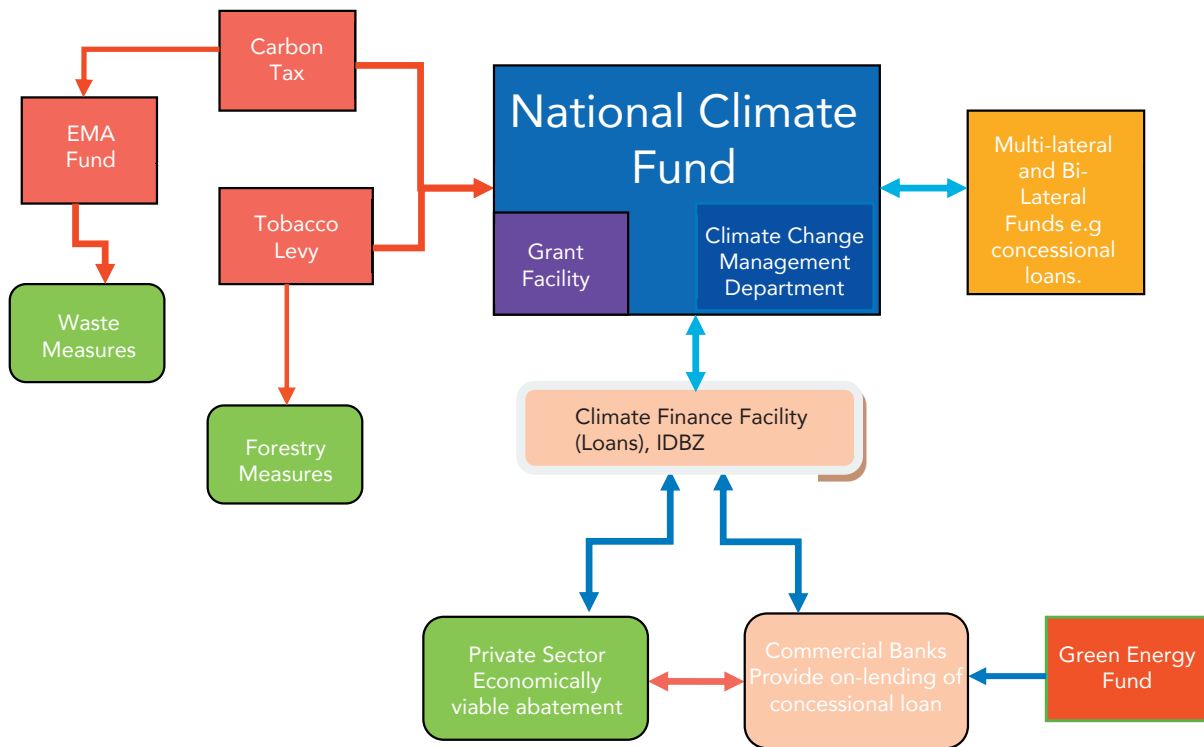 Carbon
Tax
EMA
Fund
National Climate
Fund
Multi-lateral
and Bi-
Lateral
Funds e.g
concessional
loans.
Tobacco
Levy
Grant
Facility
Climate Change
Management
Department
Waste
Measures
Forestry
Measures
Climate Finance Facility
(Loans), IDBZ
Private Sector
Economically
viable abatement
Commercial Banks
Provide on-lending of
concessional loan
Green Energy
Fund